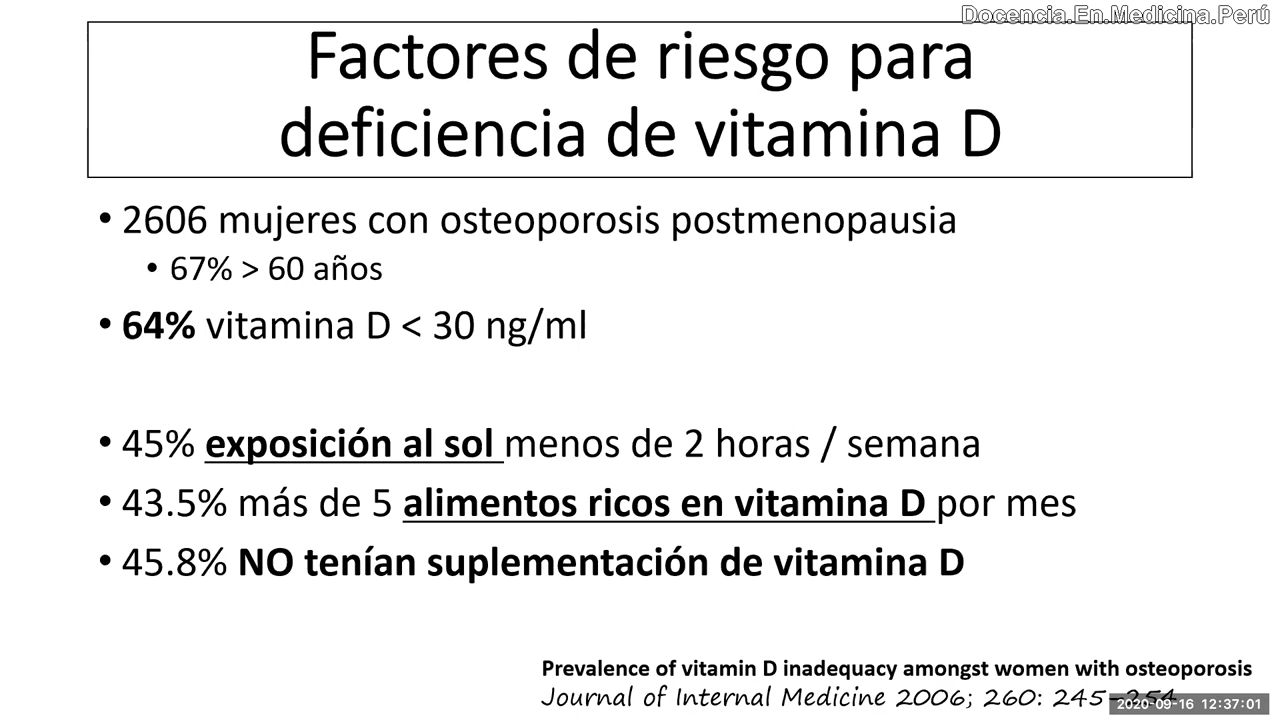 Docencia.En.Medicina.Perú
Factores de riesgo para
deficiencia de vitamina D
• 2606 mujeres con osteoporosis postmenopausia
• 67% > 60 años
• 64% vitamina D < 30 ng/ml
• 45% exposición al sol menos de 2 horas / semana
• 43.5% más de 5 alimentos ricos en vitamina D por mes
• 45.8% NO tenían suplementación de vitamina D
Prevalence of vitamin D inadequacy amongst women with osteoporosis
Journal of Internal Medicine 2006; 260: 245–254
2020-09-16 12:37:01